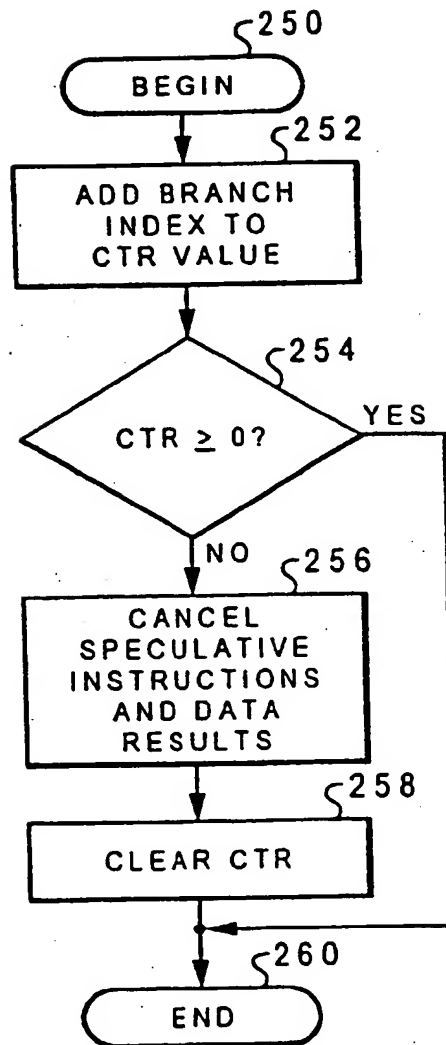 250
BEGIN
252
ADD BRANCH
INDEX TO
CTR VALUE
254
CTR ≥ 0?
YES
NO
256
CANCEL
SPECULATIVE
INSTRUCTIONS
AND DATA
RESULTS
258
CLEAR CTR
260
END